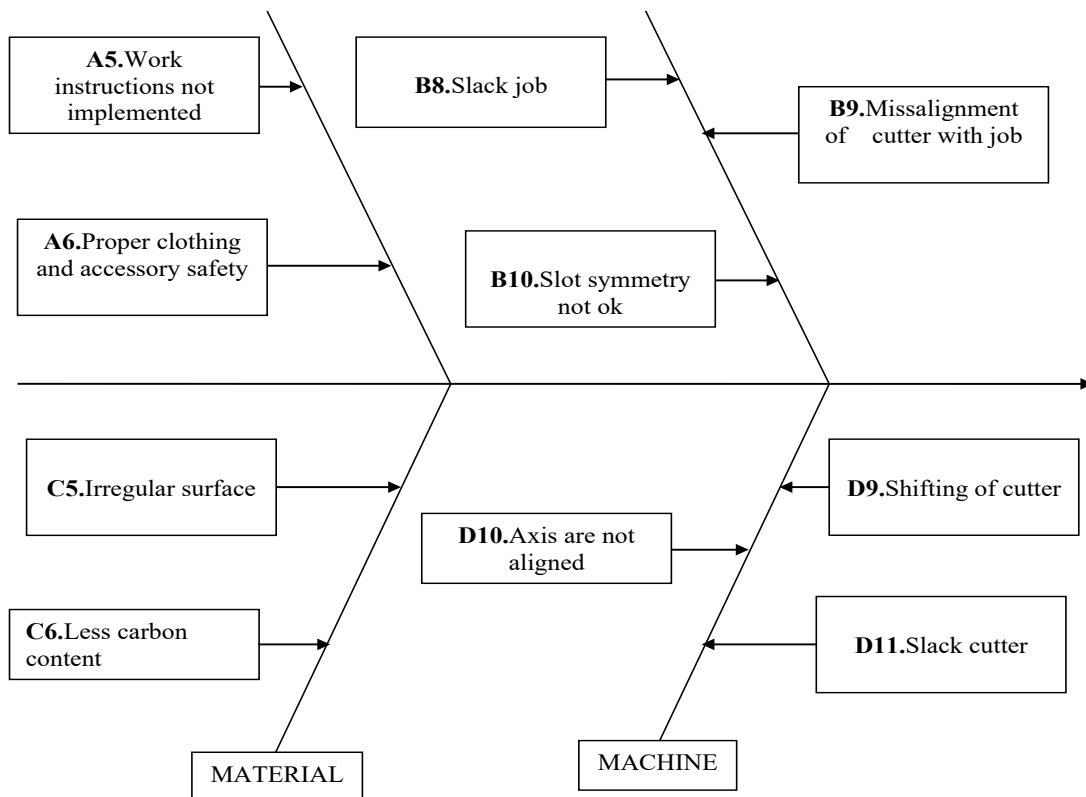 A5.Work
instructions not
implemented
B8.Slack job
B9.Missalignment
of cutter with job
A6.Proper clothing
and accessory safety
B10.Slot symmetry
not ok
C5.Irregular surface
D9.Shifting of cutter
D10.Axis are not
aligned
C6.Less carbon
content
D11.Slack cutter
MATERIAL
MACHINE